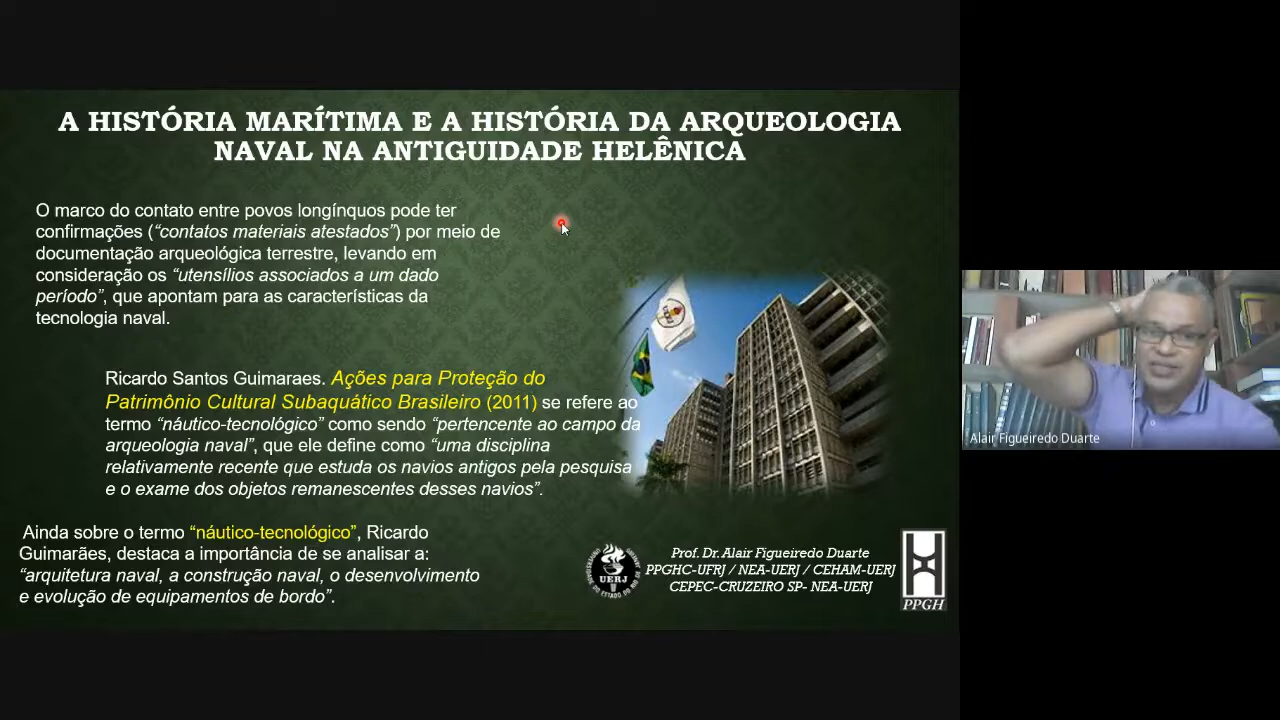 A HISTÓRIA MARÍTIMA E A HISTÓRIA DA ARQUEOLOGIA
NAVAL NA ANTIGUIDADE HELÊNICA
O marco do contato entre povos longínquos pode ter
confirmações (“contatos materiais atestados”) por meio de
documentação arqueológica terrestre, levando em
consideração os “utensílios associados a um dado
período”, que apontam para as características da
tecnologia naval.
Ricardo Santos Guimaraes. Ações para Proteção do
Patrimônio Cultural Subaquático Brasileiro (2011) se refere ao
termo “náutico-tecnológico” como sendo “pertencente ao campo da
arqueologia naval”, que ele define como “uma disciplina
relativamente recente que estuda os navios antigos pela pesquisa
e o exame dos objetos remanescentes desses navios”.
Ainda sobre o termo “náutico-tecnológico”, Ricardo
Guimarães, destaca a importância de se analisar a:
“arquitetura naval, a construção naval, o desenvolvimento
e evolução de equipamentos de bordo”.
UERJ
UNIVERSIDADE DO ESTADO DO RIO DE JANEIRO
Prof. Dr. Alair Figueiredo Duarte
PPGHC-UFRJ / NEA-UERJ / CEHAM-UERJ
CEPEC-CRUZEIRO SP- NEA-UERJ
PPGH
Alair Figueiredo Duarte